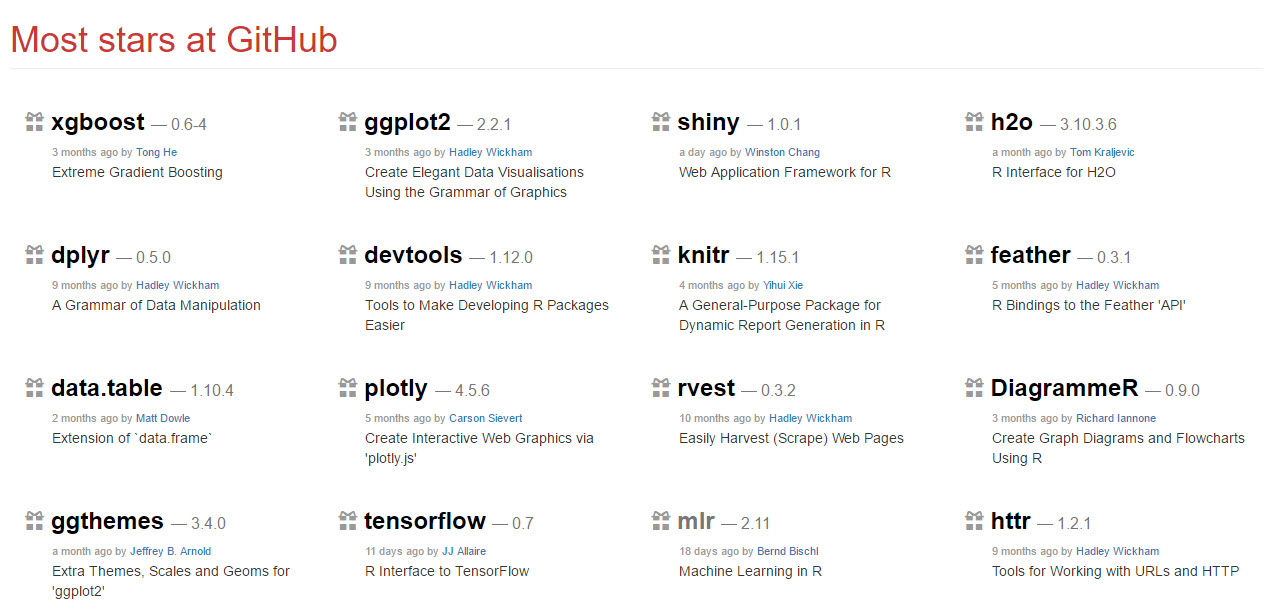 Most stars at GitHub
xgboost — 0.6-4
3 months ago by Tong He
Extreme Gradient Boosting
ggplot2 — 2.2.1
3 months ago by Hadley Wickham
Create Elegant Data Visualisations
Using the Grammar of Graphics
shiny — 1.0.1
a day ago by Winston Chang
Web Application Framework for R
h2o — 3.10.3.6
a month ago by Tom Kraljevic
R Interface for H2O
dplyr — 0.5.0
9 months ago by Hadley Wickham
A Grammar of Data Manipulation
devtools — 1.12.0
9 months ago by Hadley Wickham
Tools to Make Developing R Packages
Easier
knitr — 1.15.1
4 months ago by Yihui Xie
A General-Purpose Package for
Dynamic Report Generation in R
feather — 0.3.1
5 months ago by Hadley Wickham
R Bindings to the Feather 'API'
data.table — 1.10.4
2 months ago by Matt Dowle
Extension of `data.frame`
plotly — 4.5.6
5 months ago by Carson Sievert
Create Interactive Web Graphics via
'plotly.js'
rvest — 0.3.2
10 months ago by Hadley Wickham
Easily Harvest (Scrape) Web Pages
DiagrammeR — 0.9.0
3 months ago by Richard Iannone
Create Graph Diagrams and Flowcharts
Using R
ggthemes — 3.4.0
a month ago by Jeffrey B. Arnold
Extra Themes, Scales and Geoms for
'ggplot2'
tensorflow — 0.7
11 days ago by JJ Allaire
R Interface to TensorFlow
mlr — 2.11
18 days ago by Bernd Bischl
Machine Learning in R
httr — 1.2.1
9 months ago by Hadley Wickham
Tools for Working with URLs and HTTP